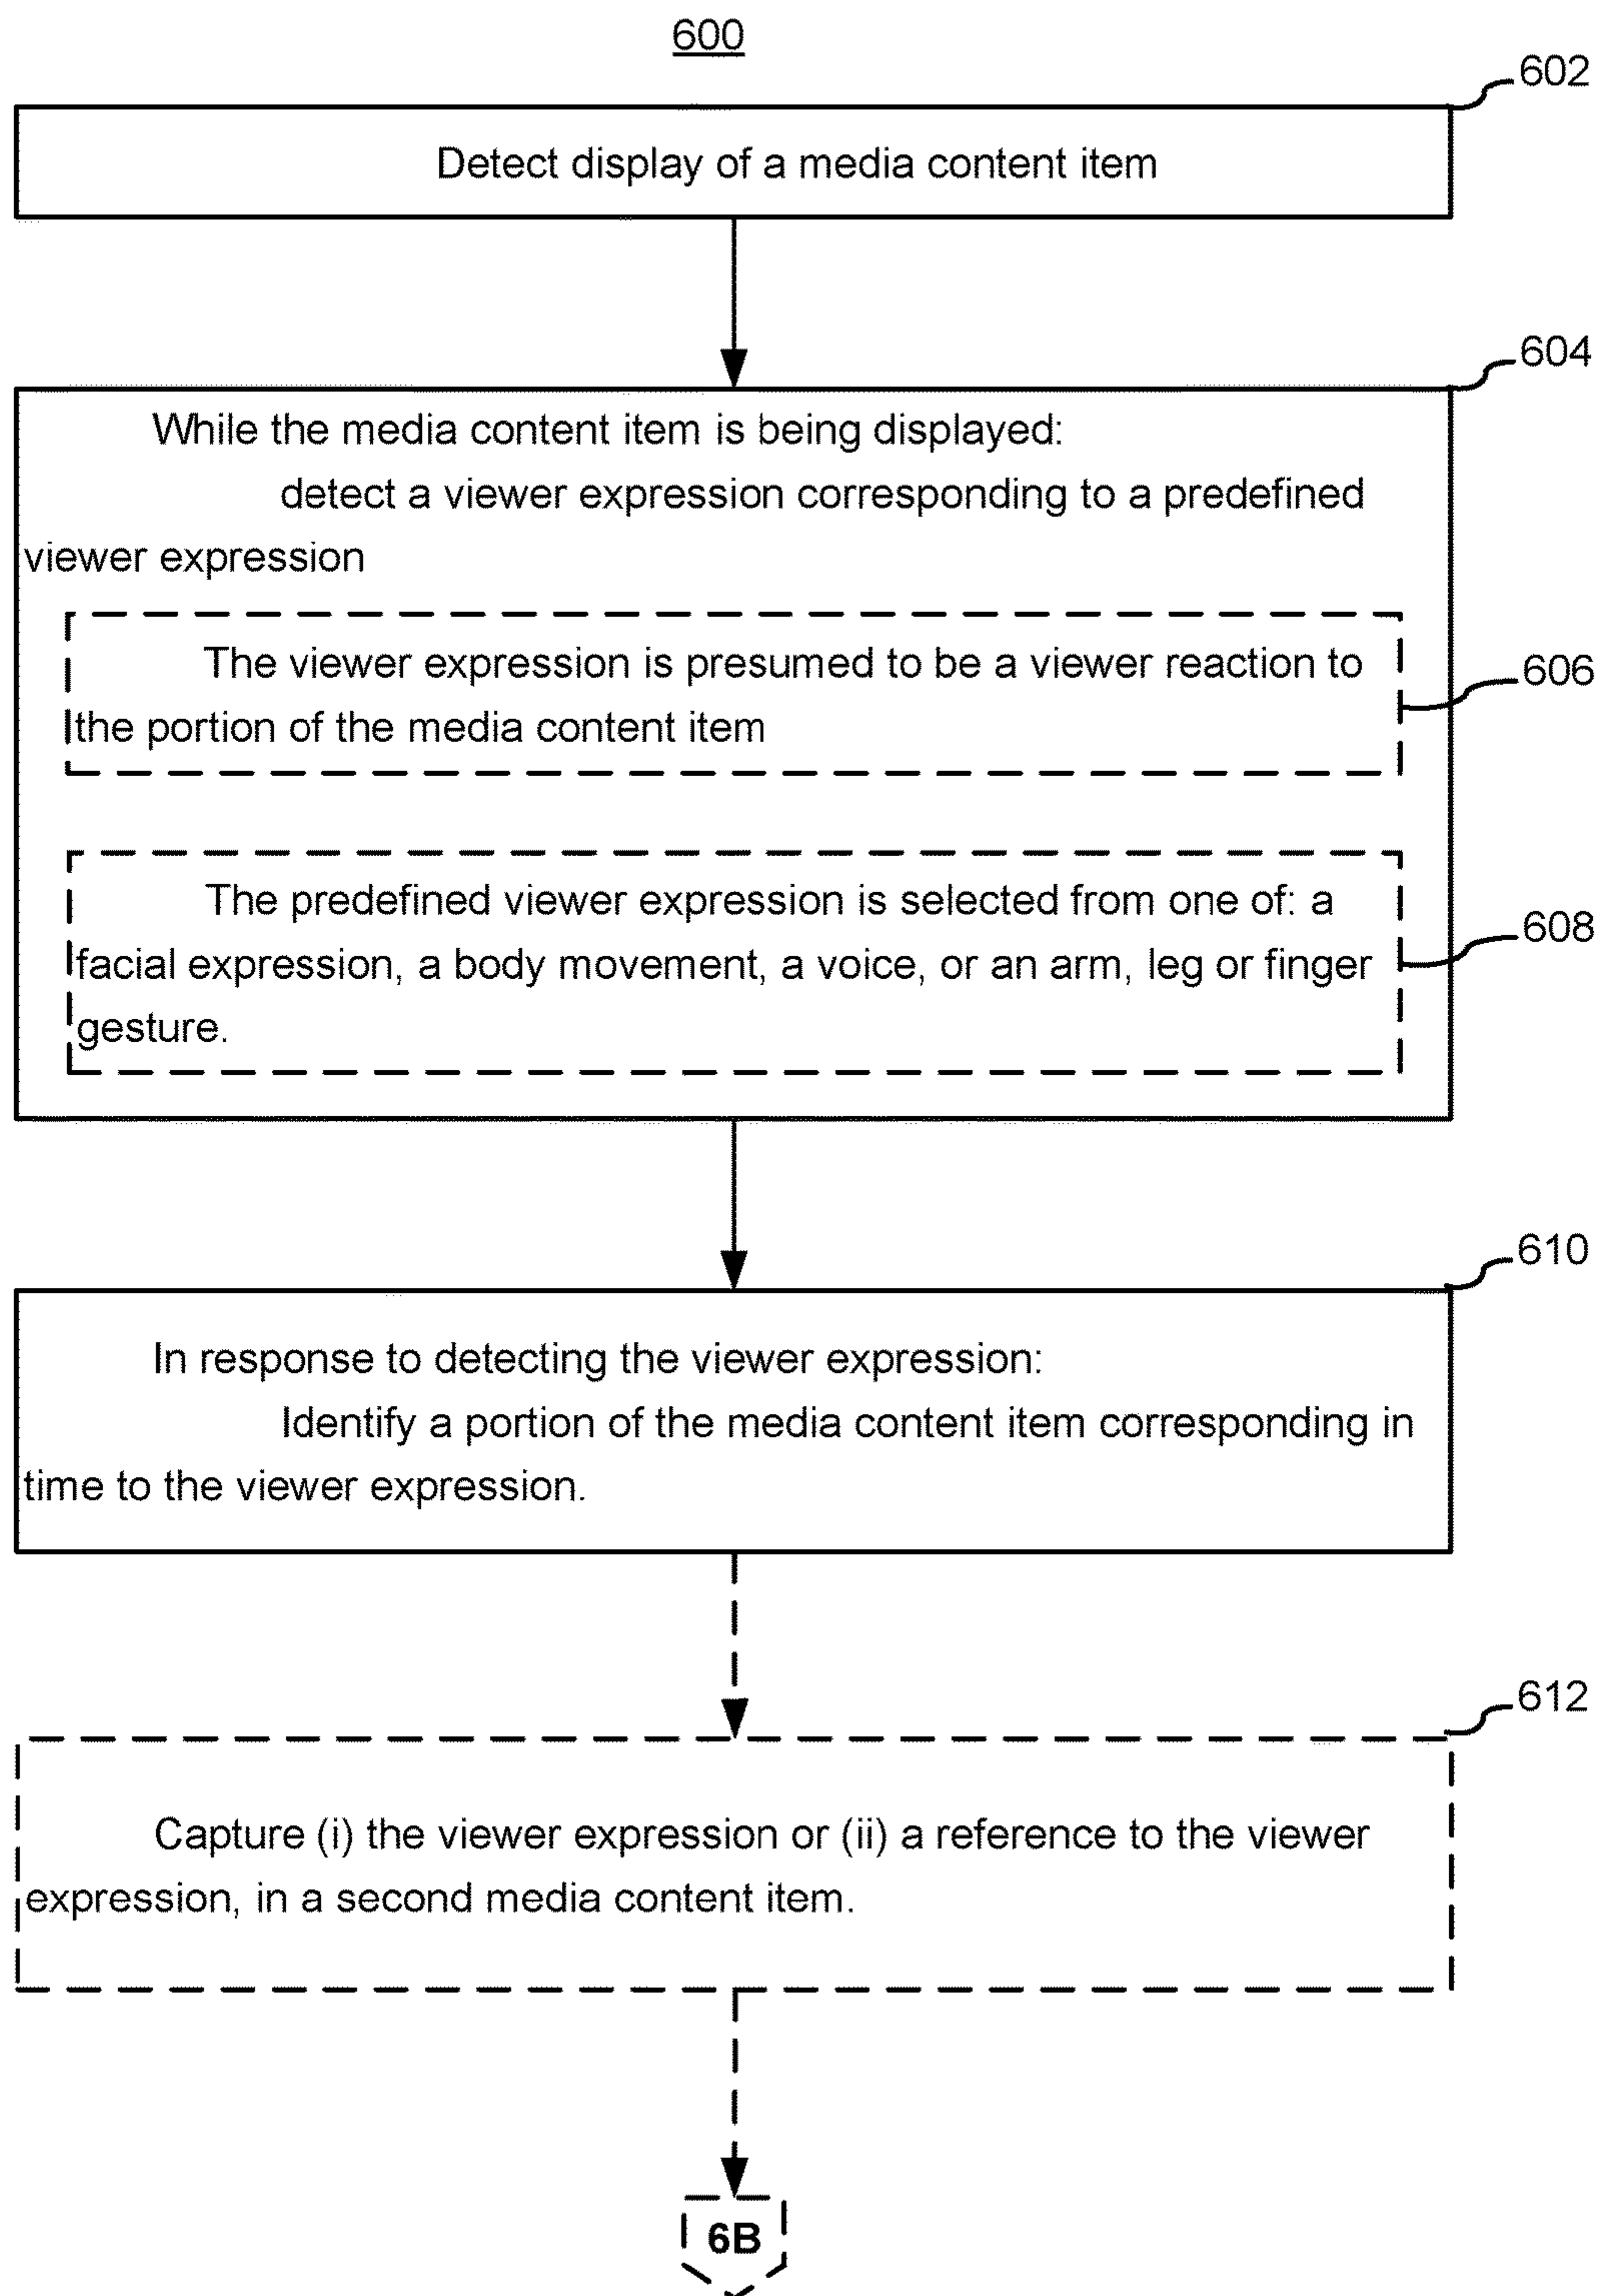 600
602
Detect display of a media content item
604
While the media content item is being displayed:
detect a viewer expression corresponding to a predefined
viewer expression
The viewer expression is presumed to be a viewer reaction to
the portion of the media content item
606
The predefined viewer expression is selected from one of: a
facial expression, a body movement, a voice, or an arm, leg or finger
gesture.
608
610
In response to detecting the viewer expression:
Identify a portion of the media content item corresponding in
time to the viewer expression.
612
Capture (i) the viewer expression or (ii) a reference to the viewer
expression, in a second media content item.
6B